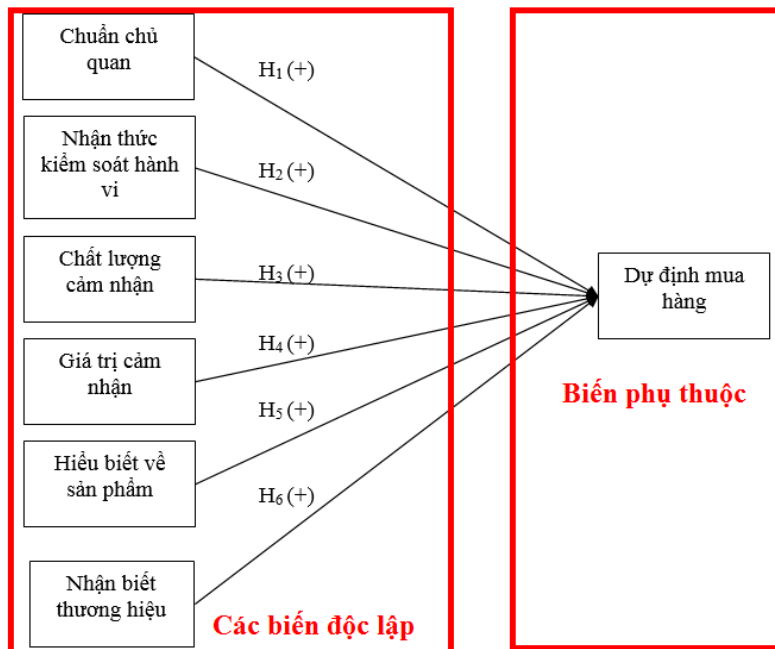 Chuẩn chủ
quan
H₁ (+)
Nhận thức
kiểm soát hành
vi
H₂ (+)
Chất lượng
cảm nhận
H₃ (+)
Dự định mua
hàng
Giá trị cảm
nhận
H₄ (+)
Biến phụ thuộc
Hiểu biết về
sản phẩm
H₅ (+)
H₆ (+)
Nhận biết
thương hiệu
Các biến độc lập